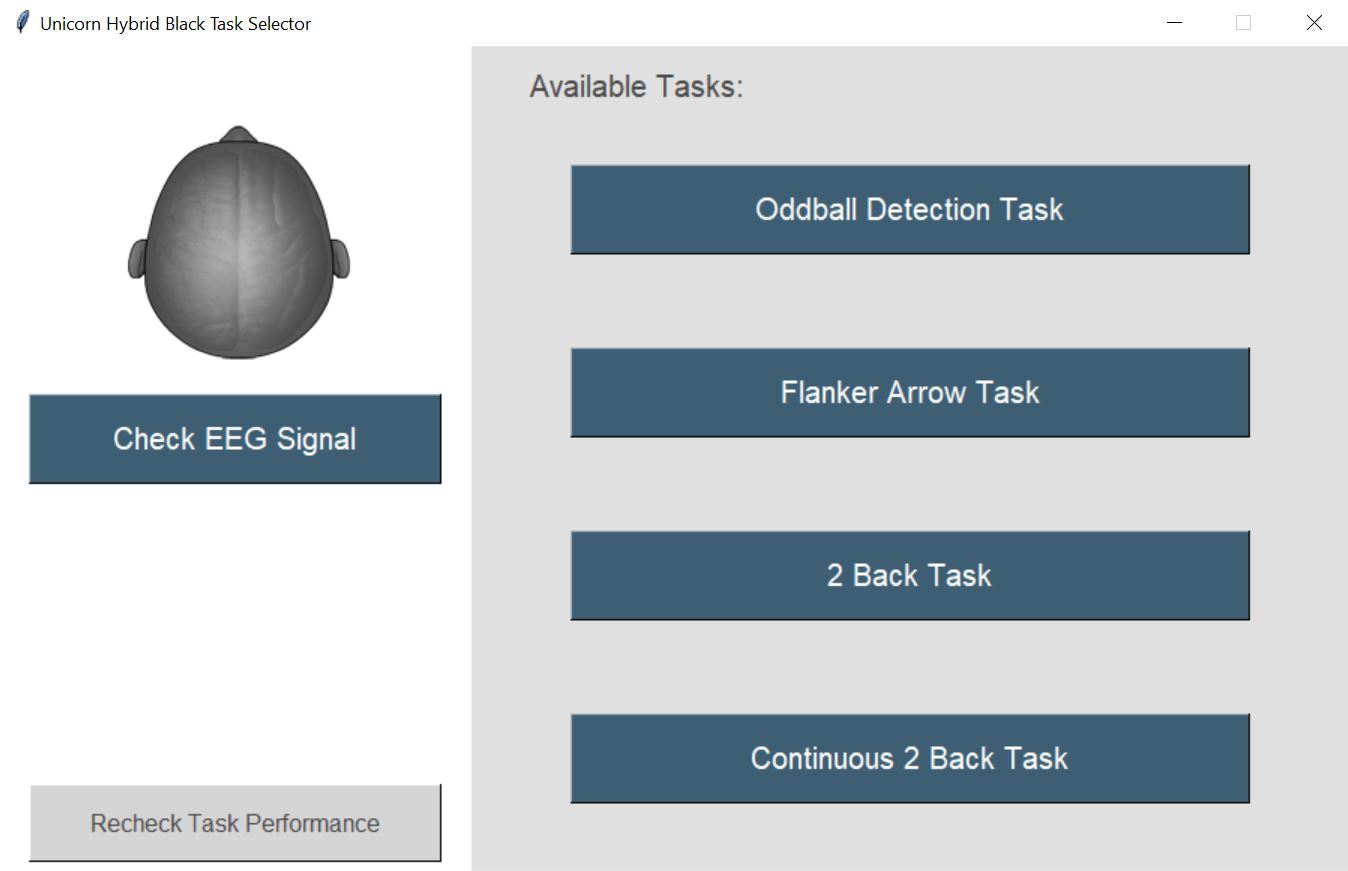 Unicorn Hybrid Black Task Selector
Check EEG Signal
Recheck Task Performance
Available Tasks:
Oddball Detection Task
Flanker Arrow Task
2 Back Task
Continuous 2 Back Task